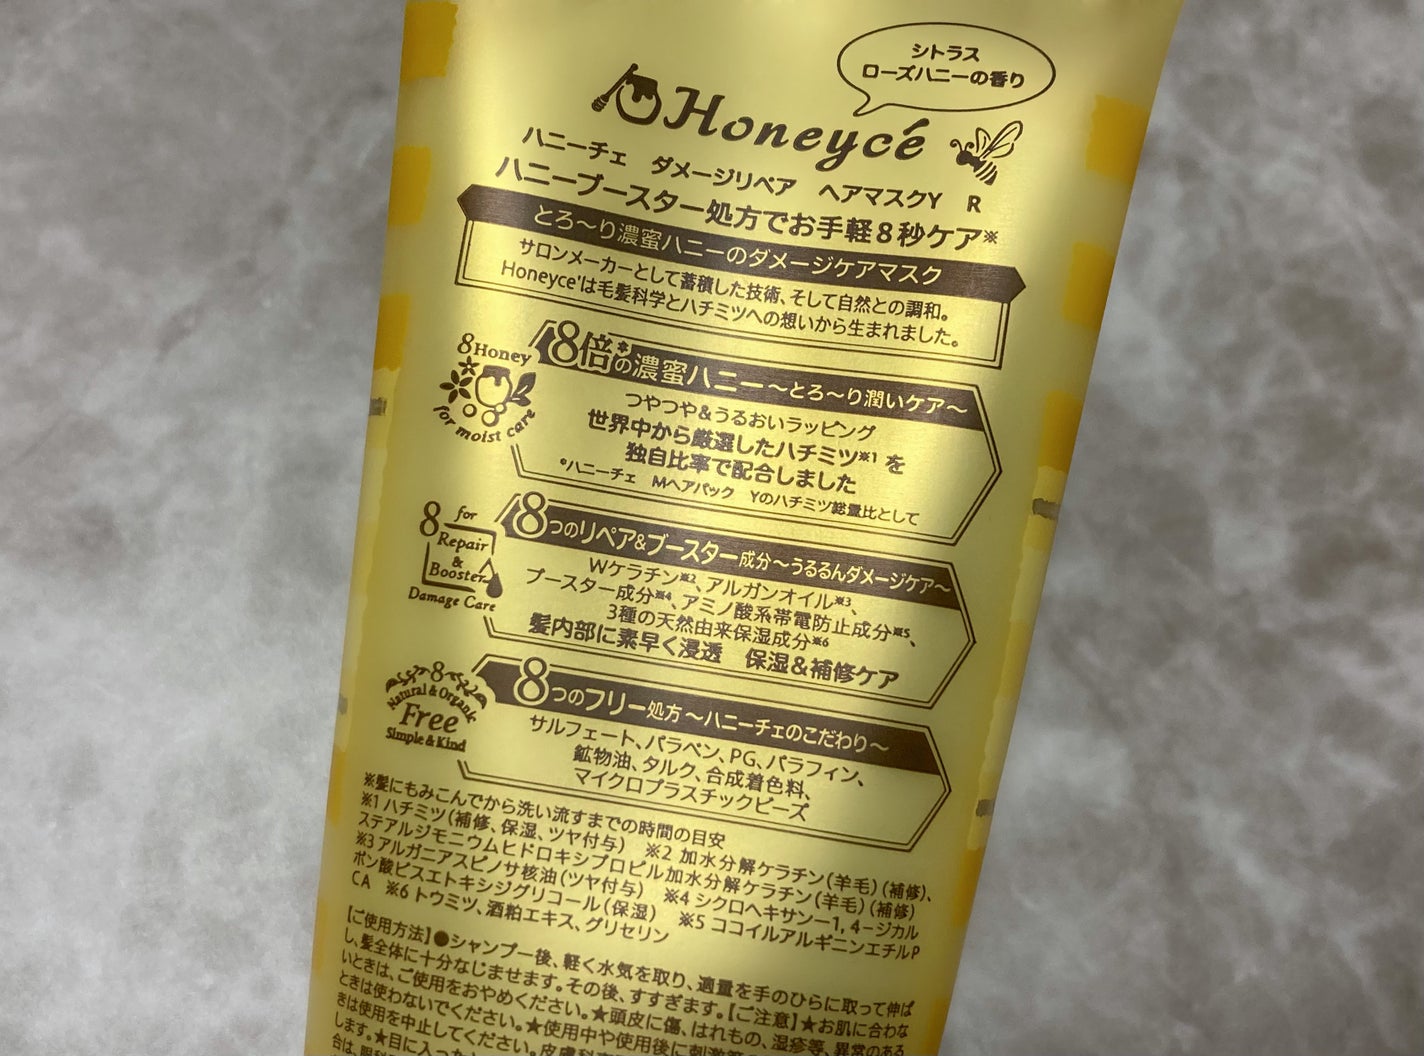 シトラス
ローズハニーの香り
Honeycé
ハニーチェ ダメージリペア ヘアマスクY R
ハニーブースター処方でお手軽8秒ケア※
とろ～り濃蜜ハニーのダメージケアマスク
サロンメーカーとして蓄積した技術、そして自然との調和。
Honeyce'は毛髪科学とハチミツへの想いから生まれました。
8Honey
for moist care
8倍*の濃蜜ハニー～とろ～り潤いケア～
つやつや&うるおいラッピング
世界中から厳選したハチミツ※1 を
独自比率で配合しました
*ハニーチェ Mヘアパック Yのハチミツ総量比として
8 for
Repair
&
Booster
Damage Care
8つのリペア&ブースター成分～うるるんダメージケア～
Wケラチン※2、アルガンオイル※3、
ブースター成分※4、アミノ酸系帯電防止成分※5、
3種の天然由来保湿成分※6
髪内部に素早く浸透 保湿&補修ケア
8
Natural & Organic
Free
Simple & Kind
8つのフリー処方～ハニーチェのこだわり～
サルフェート、パラベン、PG、パラフィン、
鉱物油、タルク、合成着色料、
マイクロプラスチックビーズ
※髪にもみこんでから洗い流すまでの時間の目安
※1 ハチミツ(補修、保湿、ツヤ付与) ※2 加水分解ケラチン(羊毛)(補修)、
ステアルジモニウムヒドロキシプロピル加水分解ケラチン(羊毛)(補修)
※3 アルガニアスピノサ核油(ツヤ付与) ※4 シクロヘキサン-1, 4-ジカル
ボン酸ビスエトキシジグリコール(保湿) ※5 ココイルアルギニンエチルP
CA ※6 トウミツ、酒粕エキス、グリセリン
【ご使用方法】●シャンプー後、軽く水気を取り、適量を手のひらに取って伸ば
し、髪全体に十分なじませます。その後、すすぎます。【ご注意】★お肌に合わな
いときは、ご使用をおやめください。★頭皮に傷、はれもの、湿疹等、異常のある
ときは使わないでください。★使用中や使用後に刺激等の
きは使用を中止してください。皮膚科
します。★目に入った
合は、眼科